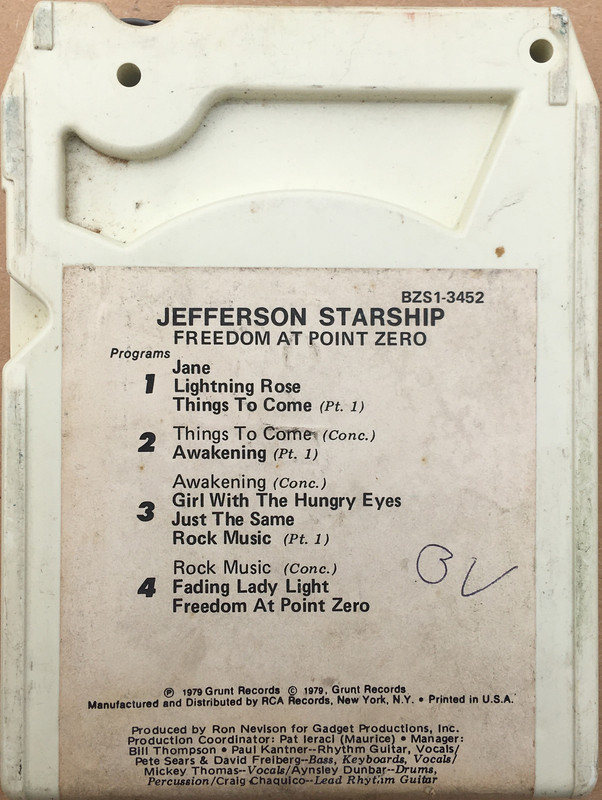 BZS1-3452
JEFFERSON STARSHIP
FREEDOM AT POINT ZERO
Programs
1
Jane
Lightning Rose
Things To Come (Pt. 1)
2
Things To Come (Conc.)
Awakening (Pt. 1)
3
Awakening (Conc.)
Girl With The Hungry Eyes
Just The Same
Rock Music (Pt. 1)
4
Rock Music (Conc.)
Fading Lady Light
Freedom At Point Zero
BV
℗ 1979 Grunt Records © 1979, Grunt Records
Manufactured and Distributed by RCA Records, New York, N.Y. • Printed in U.S.A.
Produced by Ron Nevison for Gadget Productions, Inc.
Production Coordinator: Pat Ieraci (Maurice) • Manager:
Bill Thompson • Paul Kantner--Rhythm Guitar, Vocals/
Pete Sears & David Freiberg--Bass, Keyboards, Vocals/
Mickey Thomas--Vocals/Aynsley Dunbar--Drums,
Percussion/Craig Chaquico--Lead Rhythm Guitar